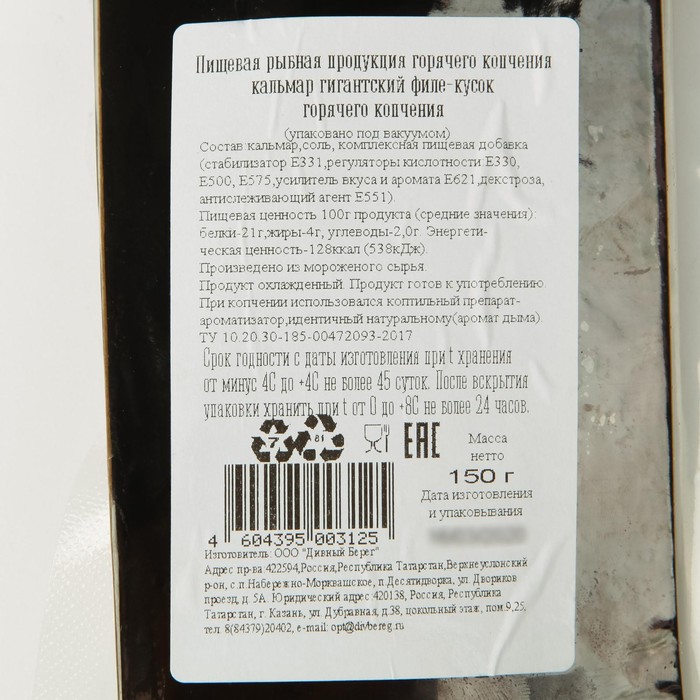 Пищевая рыбная продукция горячего копчения
кальмар гигантский филе-кусок
горячего копчения
(упаковано под вакуумом)
Состав кальмар,соль, комплексная пищевая добавка
(стабилизатор Е331,регуляторы кислотности:Е330,
Е500, Е575,усилитель вкуса и аромата Е621,декстроза,
антислеживающий агент Е551).
Пищевая ценность 100г продукта (средние значения):
белки-21г,жиры-4г, углеводы-2,0г. Энергети-
ческая ценность-128ккал (538кДж).
Произведено из мороженого сырья.
Продукт охлажденный. Продукт готов к употреблению.
При копчении использовался коптильный препарат-
ароматизатор,идентичный натуральному(аромат дыма).
ТУ 10.20.30-185-00472093-2017
Срок годности с даты изготовления при t хранения
от минус 4С до +4С не более 45 суток. После вскрытия
упаковки хранить при t от 0 до +8С не более 24 часов.
7 81 EAC
Масса
нетто
150 г
Дата изготовления
и упаковывания
4 604395 003125
Изготовитель: ООО "Дивный Берег"
Адрес пр-ва:422594,Россия,Республика Татарстан,Верхнеуслонский
р-он, с.п.Набережно-Морквашское, п.Десятидворка, ул. Двориков
проезд, д. 5А. Юридический адрес:420138, Россия, Республика
Татарстан, г. Казань, ул. Дубравная, д.38, цокольный этаж, пом.9,25,
тел. 8(84379)20402, e-mail: opt@divbereg.ru